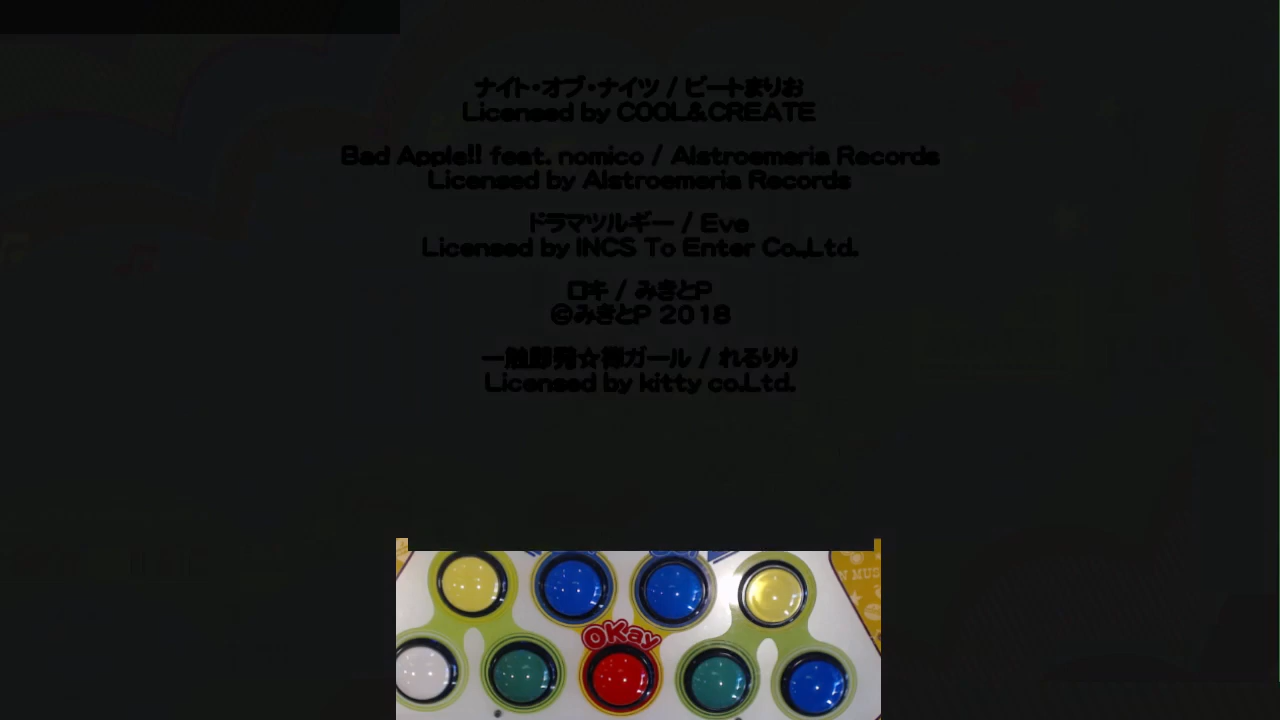 ナイト・オブ・ナイツ / ビートまりお
Licensed by COOL&CREATE
Bad Apple!! feat. nomico / Alstroemeria Records
Licensed by Alstroemeria Records
ドラマツルギー / Eve
Licensed by INCS To Enter Co.,Ltd.
ロキ / みきとP
©みきとP 2018
一触即発☆禅ガール / れるりり
Licensed by kitty co.Ltd.
N MUS
OKay